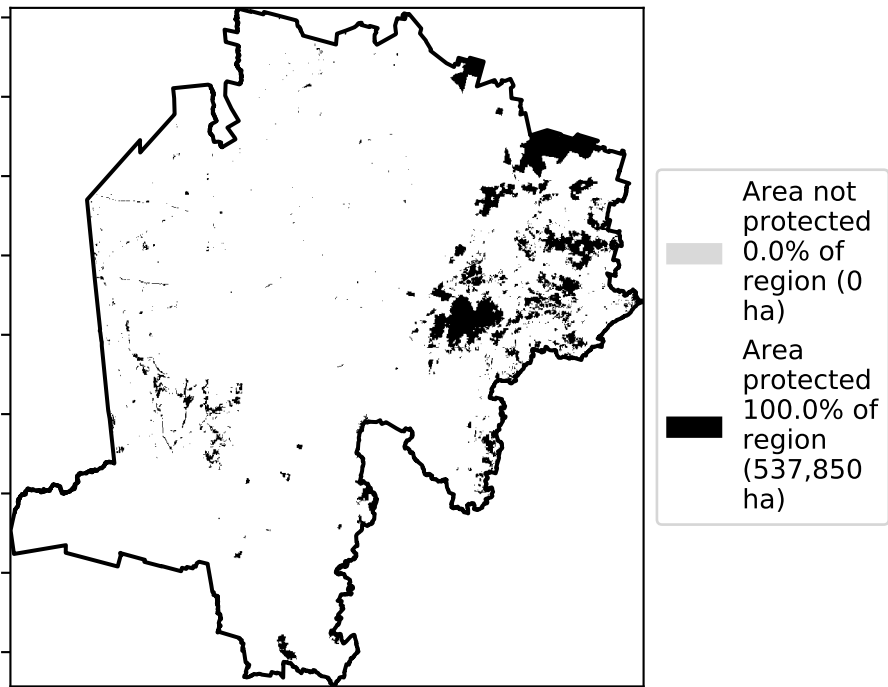 Area not
protected
0.0% of
region (0
ha)
Area
protected
100.0% of
region
(537,850
ha)